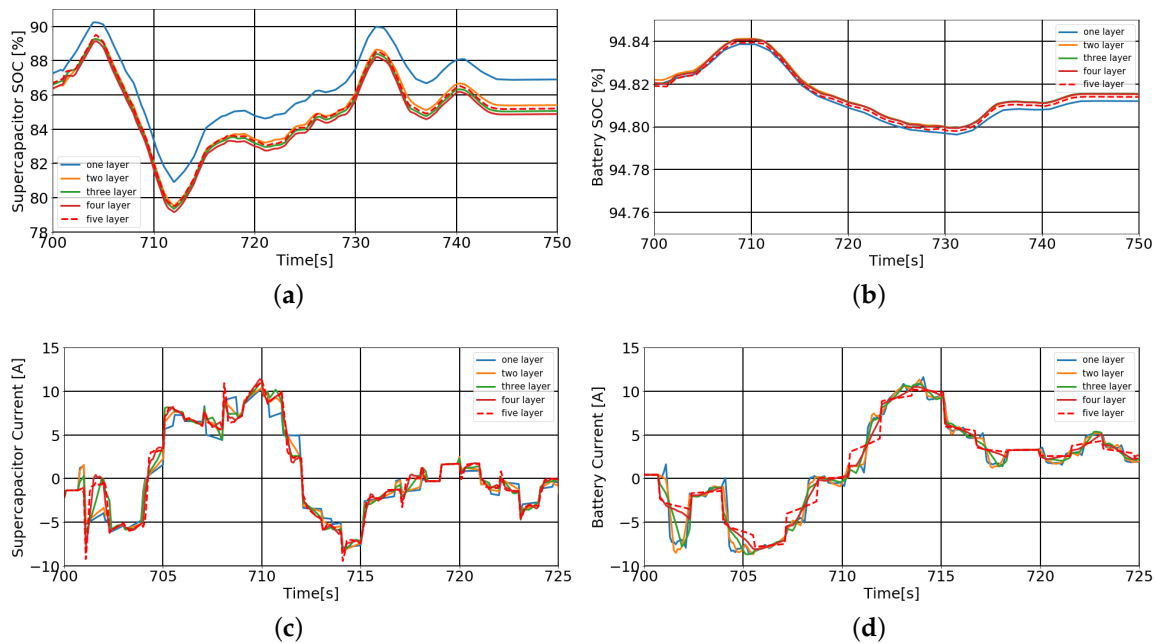 90
88
86
84
82
80
78
Supercapacitor SOC [%]
one layer
two layer
three layer
four layer
five layer
700 710 720 730 740 750
Time[s]
(a)
94.84
94.82
94.80
94.78
94.76
Battery SOC [%]
one layer
two layer
three layer
four layer
five layer
700 710 720 730 740 750
Time[s]
(b)
15
10
5
0
−5
−10
Supercapacitor Current [A]
one layer
two layer
three layer
four layer
five layer
700 705 710 715 720 725
Time[s]
(c)
15
10
5
0
−5
−10
Battery Current [A]
one layer
two layer
three layer
four layer
five layer
700 705 710 715 720 725
Time[s]
(d)